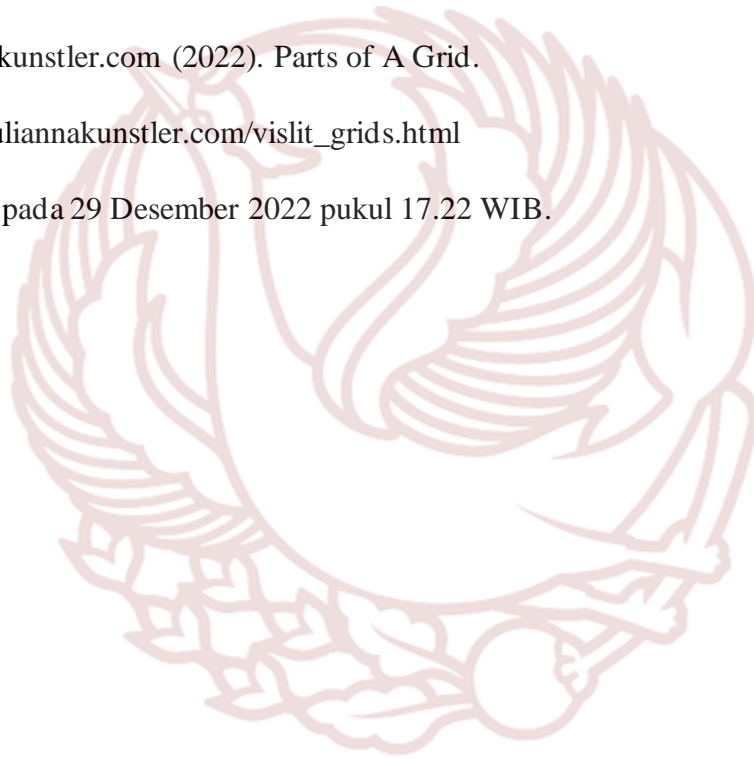 kunstler.com (2022). Parts of A Grid.
uliannakunstler.com/vislit_grids.html
pada 29 Desember 2022 pukul 17.22 WIB.